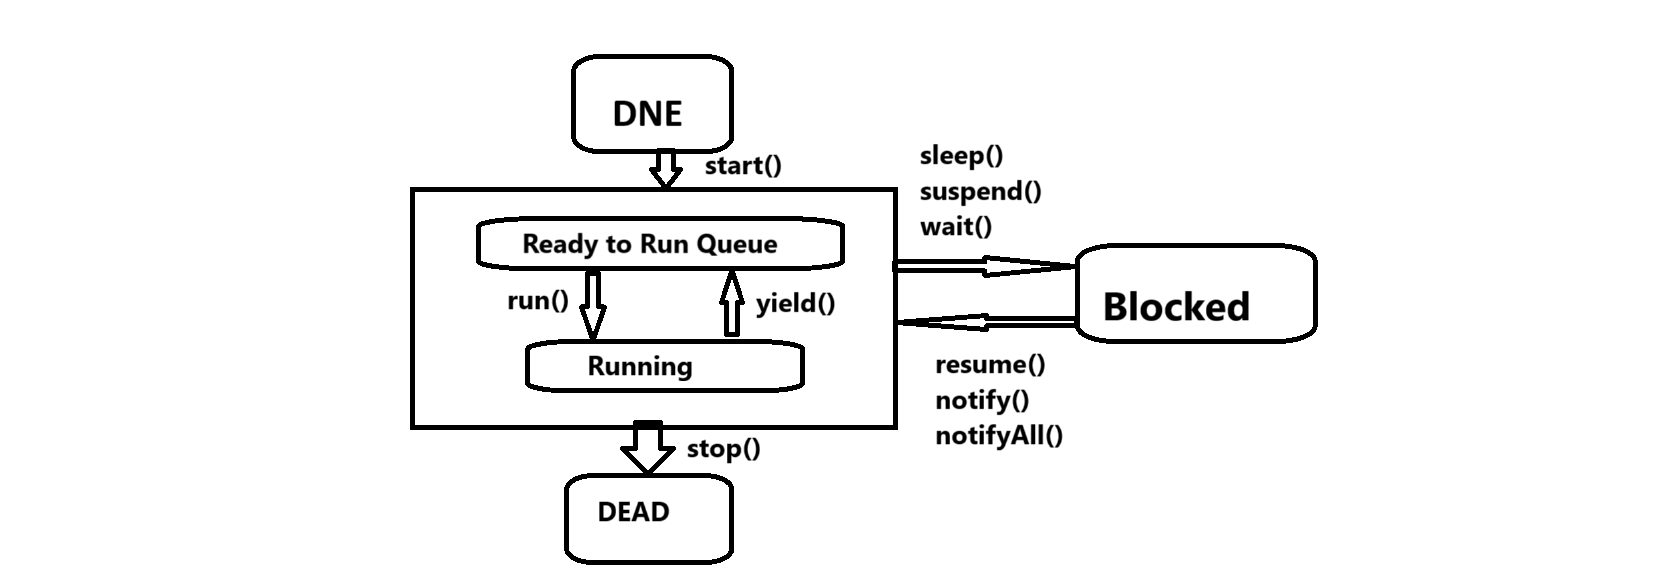 DNE
start()
sleep()
suspend()
wait()
Ready to Run Queue
run()
yield()
Blocked
Running
resume()
notify()
notifyAll()
stop()
DEAD